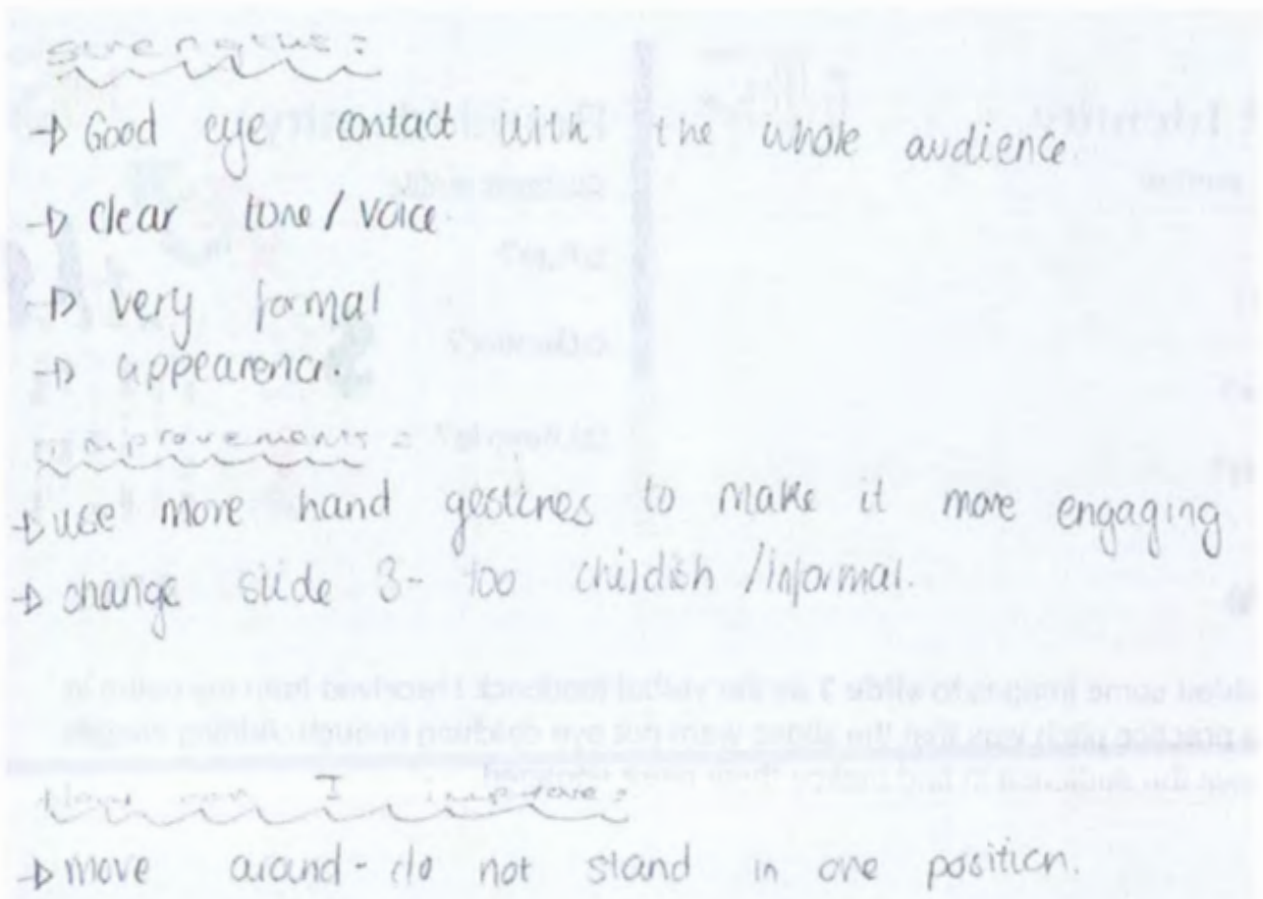 Strengths:
→ Good eye contact with the whole audience.
→ clear tone / voice.
→ very formal
→ appearence.
improvements:
→ use more hand gestures to make it more engaging
→ change slide 3 - too childish / informal.
How can I improve:
→ move around - do not stand in one position.